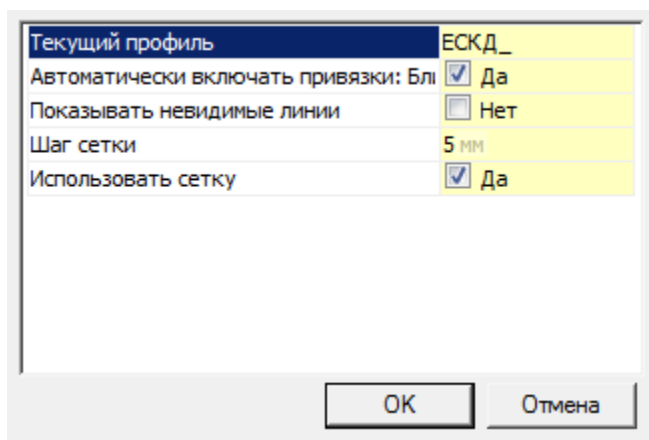 Текущий профиль ЕСКД_
Автоматически включать привязки: Бли Да
Показывать невидимые линии Нет
Шаг сетки 5 мм
Использовать сетку Да
OK Отмена